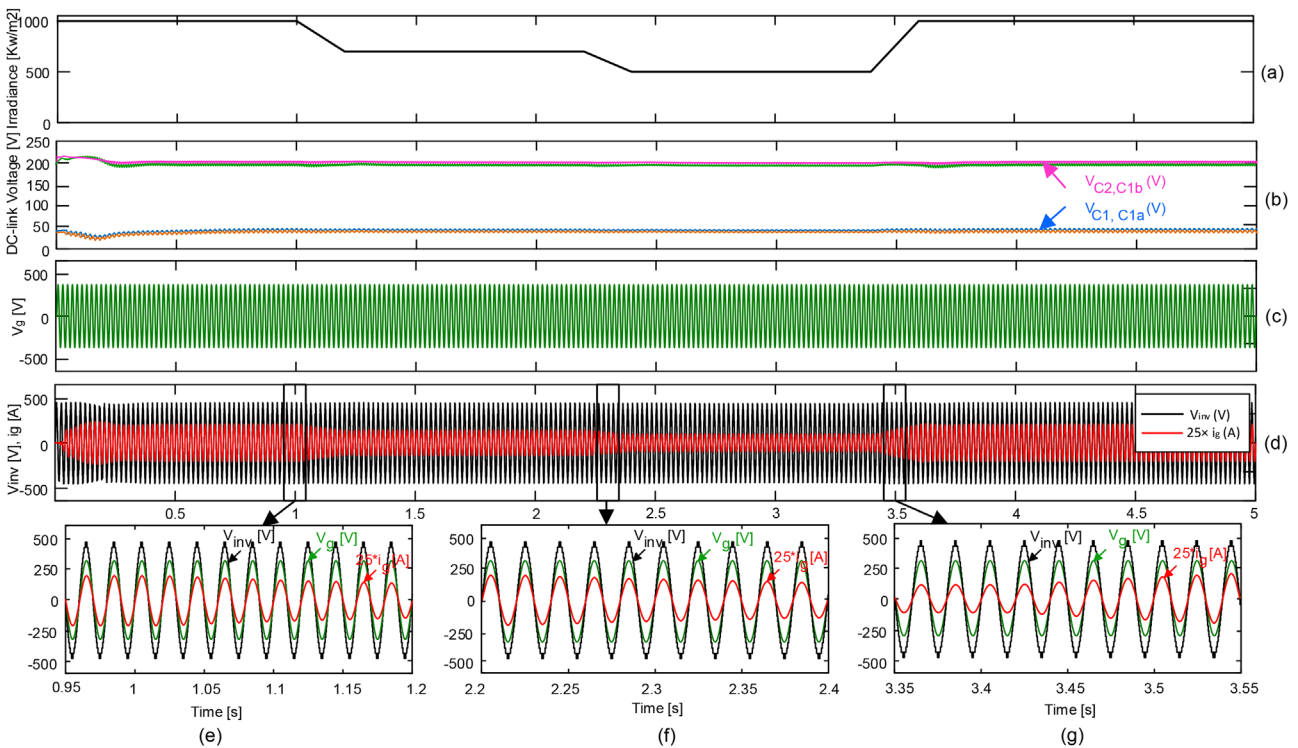 Irradiance [Kw/m2]
1000
500
0
(a)
DC-link Voltage [V]
250
200
150
100
50
0
V C2,C1b (V)
V C1, C1a (V)
(b)
Vg [V]
500
0
-500
(c)
Vinv [V], ig [A]
500
0
-500
Vinv (V)
25× ig (A)
(d)
0.5 1 1.5 2 2.5 3 3.5 4 4.5 5
500
250
0
-250
-500
Vinv [V]
Vg [V]
25*ig(A]
0.95 1 1.05 1.1 1.15 1.2
Time [s]
(e)
500
250
0
-250
-500
Vinv [V]
Vg [V]
25*g[A]
2.2 2.25 2.3 2.35 2.4
Time [s]
(f)
500
250
0
-250
-500
Vinv[V]
Vg [V]
25*ig[A]
3.35 3.4 3.45 3.5 3.55
Time [s]
(g)